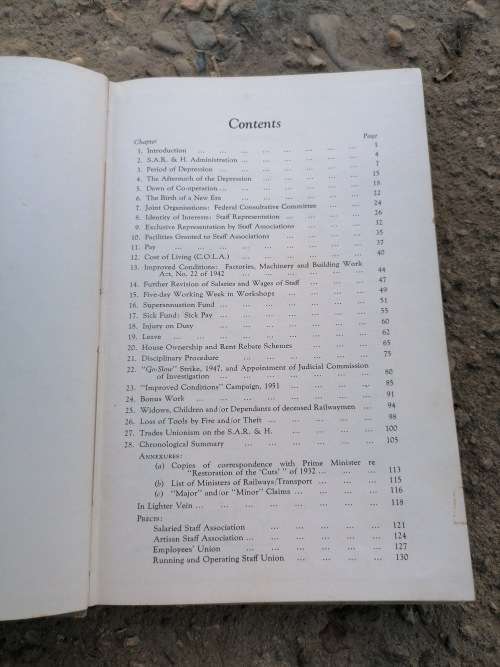 Contents
Chapter Page
1. Introduction ... 1
2. S.A.R. & H. Administration ... 4
3. Period of Depression ... 7
4. The Aftermath of the Depression ... 15
5. Dawn of Co-operation ... 18
6. The Birth of a New Era ... 22
7. Joint Organisations: Federal Consultative Committee ... 24
8. Identity of Interests: Staff Representation ... 26
9. Exclusive Representation by Staff Associations ... 32
10. Facilities Granted to Staff Associations ... 35
11. Pay ... 37
12. Cost of Living (C.O.L.A.) ... 40
13. Improved Conditions: Factories, Machinery and Building Work
Act, No. 22 of 1942 ... 44
14. Further Revision of Salaries and Wages of Staff ... 47
15. Five-day Working Week in Workshops ... 49
16. Superannuation Fund ... 51
17. Sick Fund: Sick Pay ... 55
18. Injury on Duty ... 60
19. Leave ... 62
20. House Ownership and Rent Rebate Schemes ... 65
21. Disciplinary Procedure ... 75
22. "Go-Slow" Strike, 1947, and Appointment of Judicial Commission
of Investigation ... 80
23. "Improved Conditions" Campaign, 1951 ... 85
24. Bonus Work ... 91
25. Widows, Children and/or Dependants of deceased Railwaymen ... 94
26. Loss of Tools by Fire and/or Theft ... 98
27. Trades Unionism on the S.A.R. & H. ... 100
28. Chronological Summary ... 105
ANNEXURES:
(a) Copies of correspondence with Prime Minister re
"Restoration of the 'Cuts' " of 1932 ... 113
(b) List of Ministers of Railways/Transport ... 115
(c) "Major" and/or "Minor" Claims ... 116
In Lighter Vein ... 118
PRECIS:
Salaried Staff Association ... 121
Artisan Staff Association ... 124
Employees' Union ... 127
Running and Operating Staff Union ... 130